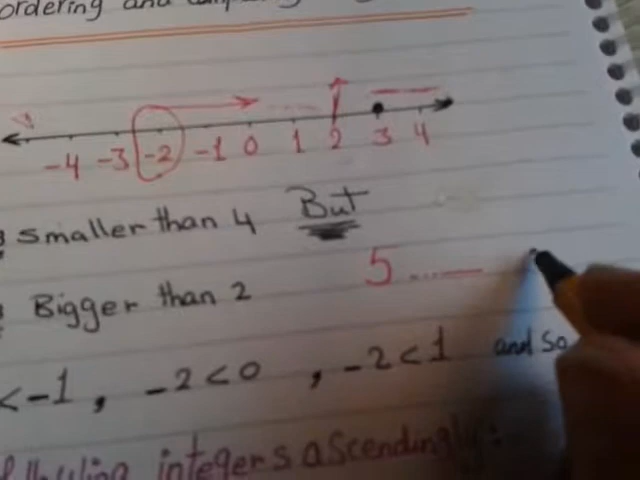 ordering and
-4 -3 -2 -1 0 1 2 3 4
smaller than 4 But
Bigger than 2 5 ......
<-1, -2<0, -2<1 and so
integers ascendingly: